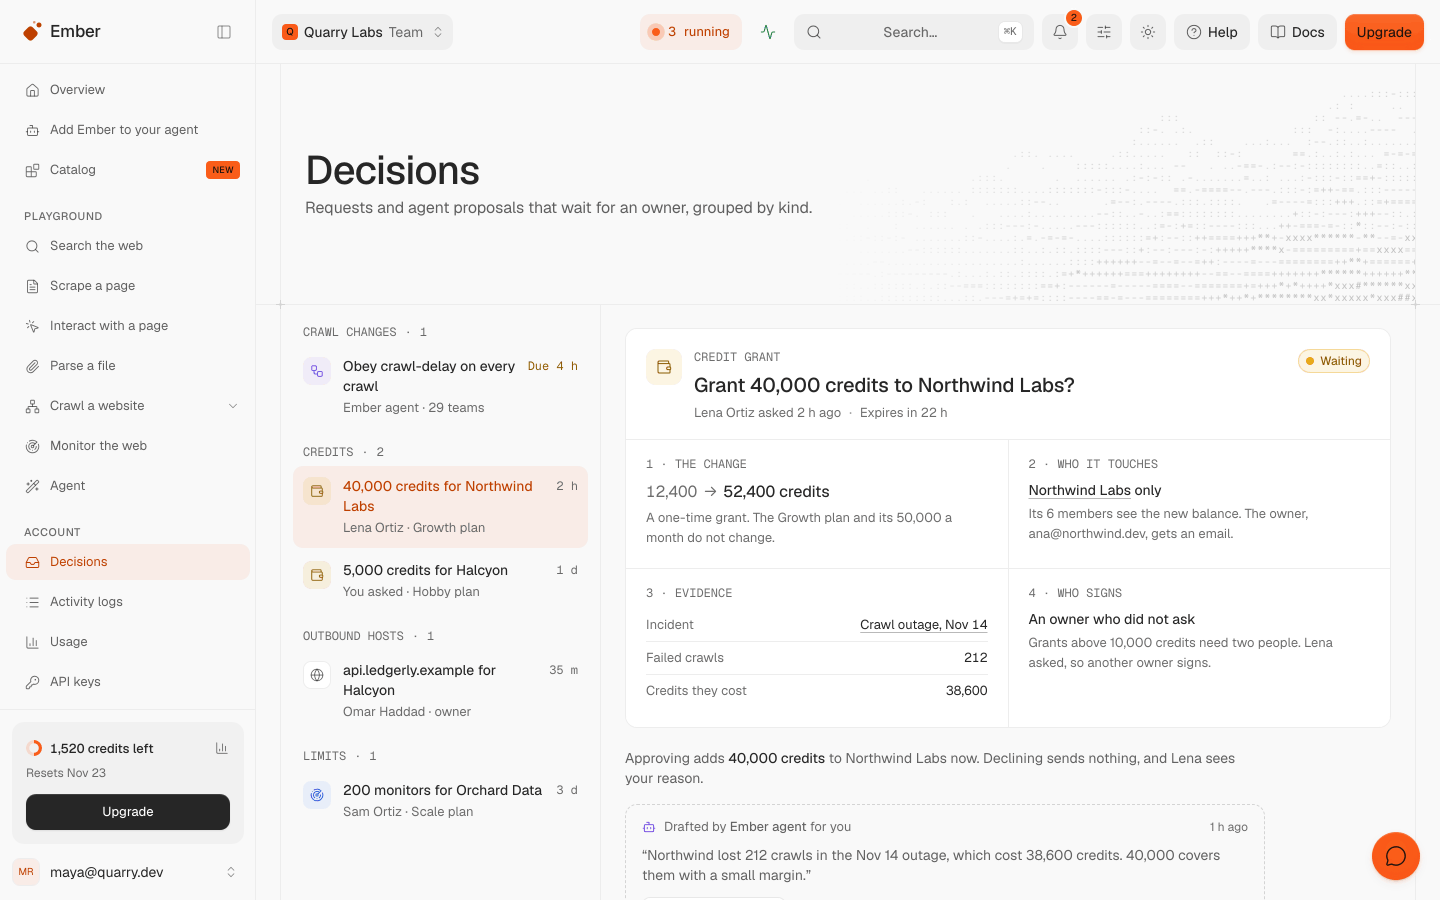 Ember
Quarry Labs Team
3 running
Search...
⌘K
2
Help
Docs
Upgrade
Overview
Add Ember to your agent
Catalog
NEW
PLAYGROUND
Search the web
Scrape a page
Interact with a page
Parse a file
Crawl a website
Monitor the web
Agent
ACCOUNT
Decisions
Activity logs
Usage
API keys
1,520 credits left
Resets Nov 23
Upgrade
MR
maya@quarry.dev
Decisions
Requests and agent proposals that wait for an owner, grouped by kind.
CRAWL CHANGES · 1
Obey crawl-delay on every crawl
Due 4 h
Ember agent · 29 teams
CREDITS · 2
40,000 credits for Northwind Labs
2 h
Lena Ortiz · Growth plan
5,000 credits for Halcyon
1 d
You asked · Hobby plan
OUTBOUND HOSTS · 1
api.ledgerly.example for Halcyon
35 m
Omar Haddad · owner
LIMITS · 1
200 monitors for Orchard Data
3 d
Sam Ortiz · Scale plan
CREDIT GRANT
Grant 40,000 credits to Northwind Labs?
Lena Ortiz asked 2 h ago · Expires in 22 h
Waiting
1 · THE CHANGE
12,400 → 52,400 credits
A one-time grant. The Growth plan and its 50,000 a
month do not change.
2 · WHO IT TOUCHES
Northwind Labs only
Its 6 members see the new balance. The owner,
ana@northwind.dev, gets an email.
3 · EVIDENCE
Incident
Crawl outage, Nov 14
Failed crawls
212
Credits they cost
38,600
4 · WHO SIGNS
An owner who did not ask
Grants above 10,000 credits need two people. Lena
asked, so another owner signs.
Approving adds 40,000 credits to Northwind Labs now. Declining sends nothing, and Lena sees
your reason.
Drafted by Ember agent for you
1 h ago
“Northwind lost 212 crawls in the Nov 14 outage, which cost 38,600 credits. 40,000 covers
them with a small margin.”